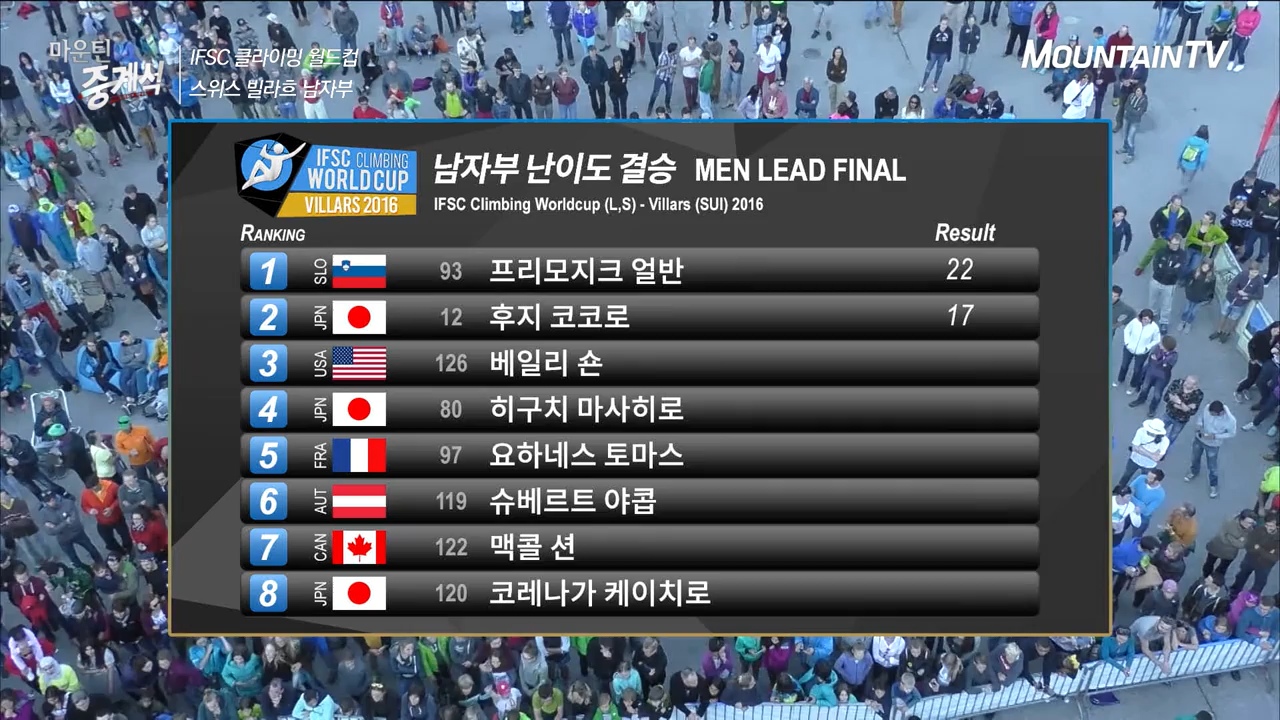 마운틴
중계석
IFSC 클라이밍 월드컵
스위스 빌라흐 남자부
MOUNTAINTV
IFSC CLIMBING
WORLDCUP
VILLARS 2016
남자부 난이도 결승 MEN LEAD FINAL
IFSC Climbing Worldcup (L,S) - Villars (SUI) 2016
RANKING Result
1 SLO 93 프리모지크 얼반 22
2 JPN 12 후지 코코로 17
3 USA 126 베일리 숀
4 JPN 80 히구치 마사히로
5 FRA 97 요하네스 토마스
6 AUT 119 슈베르트 야콥
7 CAN 122 맥콜 션
8 JPN 120 코레나가 케이치로